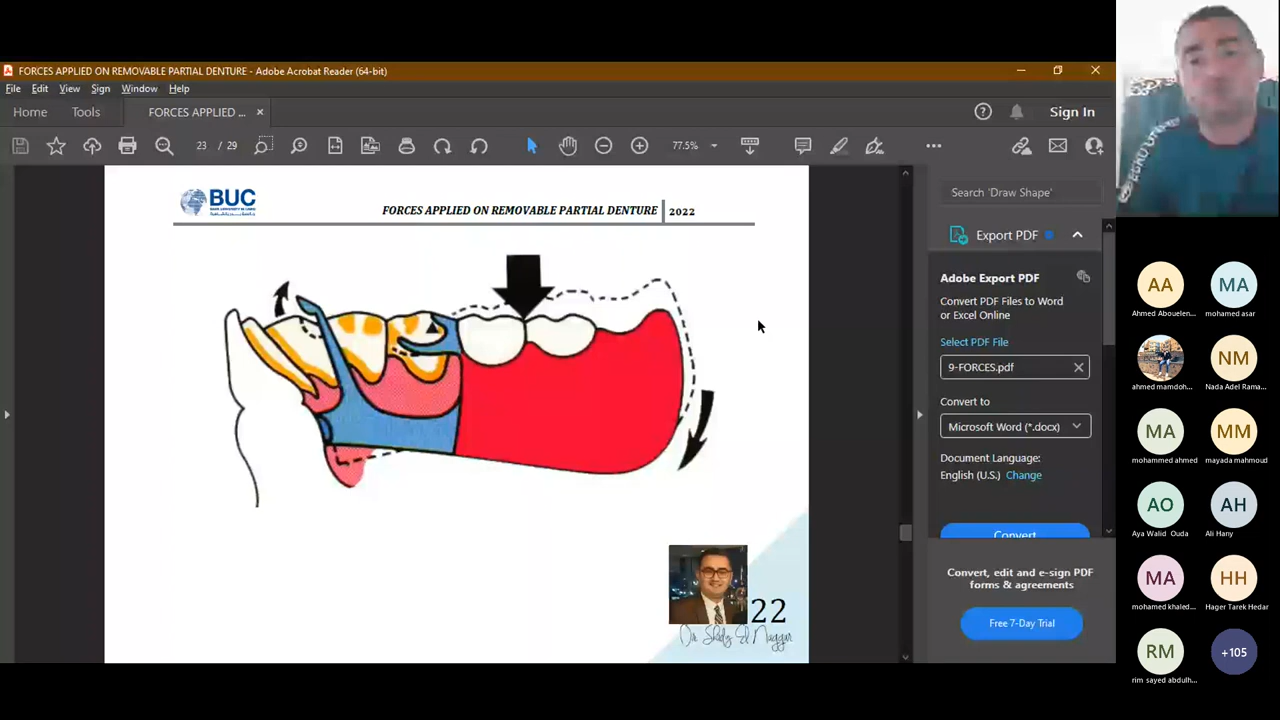 FORCES APPLIED ON REMOVABLE PARTIAL DENTURE - Adobe Acrobat Reader (64-bit)
File Edit View Sign Window Help
Home Tools FORCES APPLIED ...
Sign In
23 / 29
77.5%
BUC
FORCES APPLIED ON REMOVABLE PARTIAL DENTURE 2022
22
Search 'Draw Shape'
Export PDF
Adobe Export PDF
Convert PDF Files to Word
or Excel Online
Select PDF File
9-FORCES.pdf
Convert to
Microsoft Word (*.docx)
Document Language:
English (U.S.) Change
Convert
Convert, edit and e-sign PDF
forms & agreements
Free 7-Day Trial
AA MA
Ahmed Abouelen... mohamed asar
NM
ahmed mamdoh... Nada Adel Rama...
MA MM
mohammed ahmed mayada mahmoud
AO AH
Aya Walid Ouda Ali Hany
MA HH
mohamed khaled... Hager Tarek Hedar
RM +105
rim sayed abdulh...